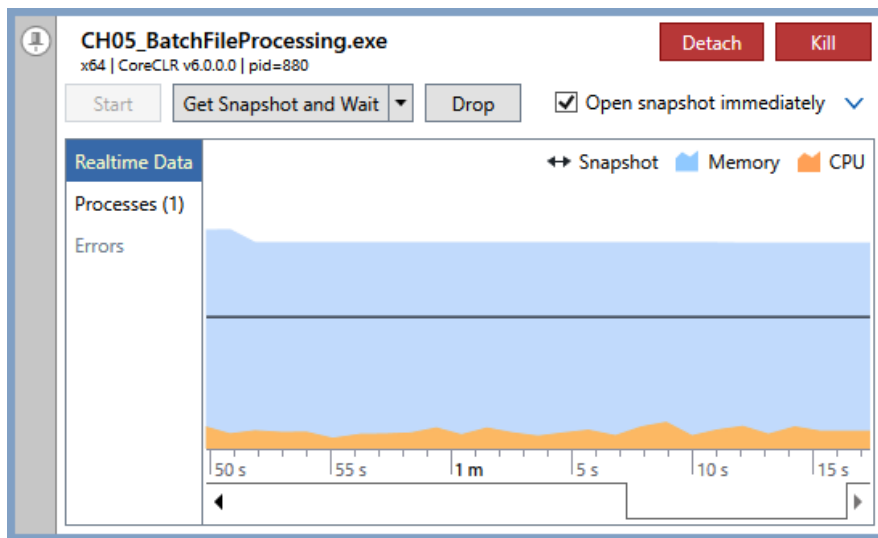 CH05_BatchFileProcessing.exe
Detach
Kill
x64 | CoreCLR v6.0.0.0 | pid=880
Start
Get Snapshot and Wait
Drop
Open snapshot immediately
Realtime Data
Snapshot
Memory
CPU
Processes (1)
Errors
50 s
55 s
1 m
5 s
10 s
15 s